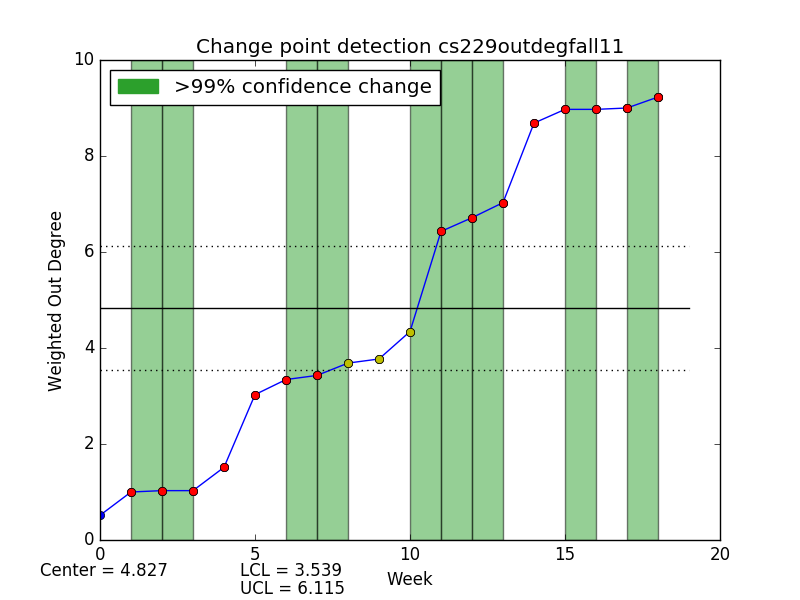 Change point detection cs229outdegfall11
>99% confidence change
10
8
6
4
2
0
Weighted Out Degree
0 5 10 15 20
Center = 4.827 LCL = 3.539
Week
UCL = 6.115